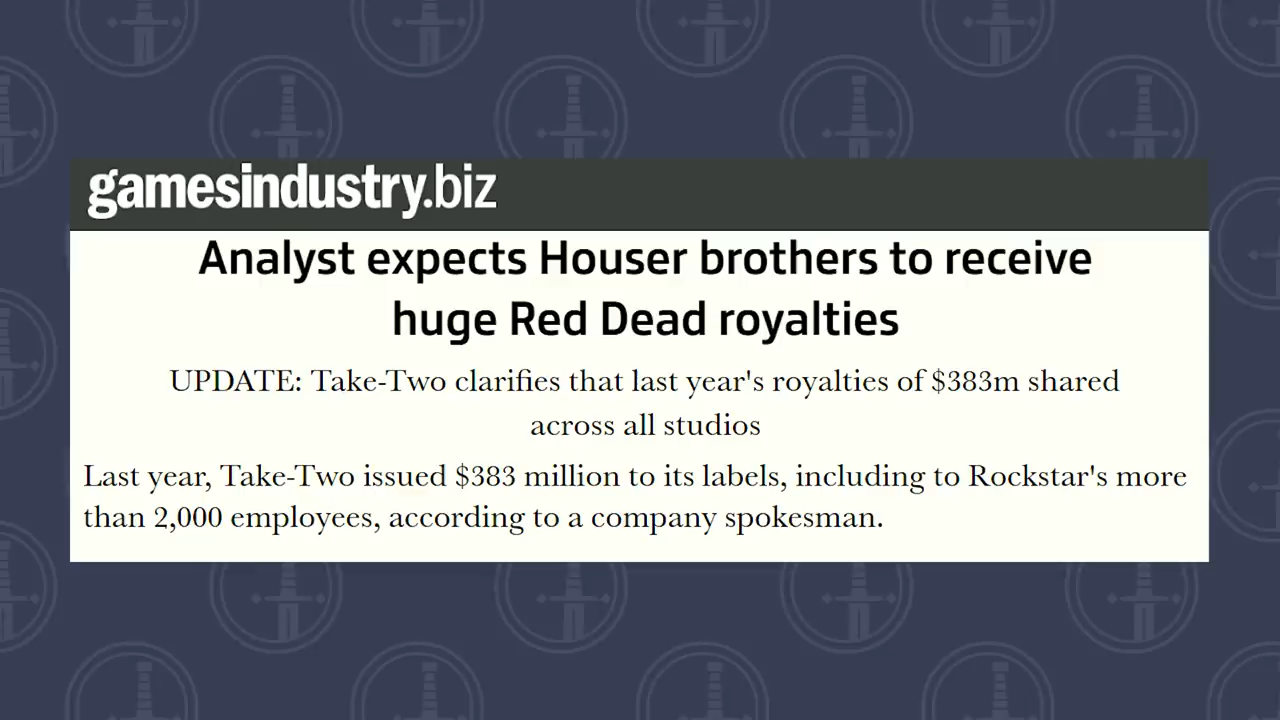 gamesindustry.biz
Analyst expects Houser brothers to receive
huge Red Dead royalties
UPDATE: Take-Two clarifies that last year's royalties of $383m shared
across all studios
Last year, Take-Two issued $383 million to its labels, including to Rockstar's more
than 2,000 employees, according to a company spokesman.